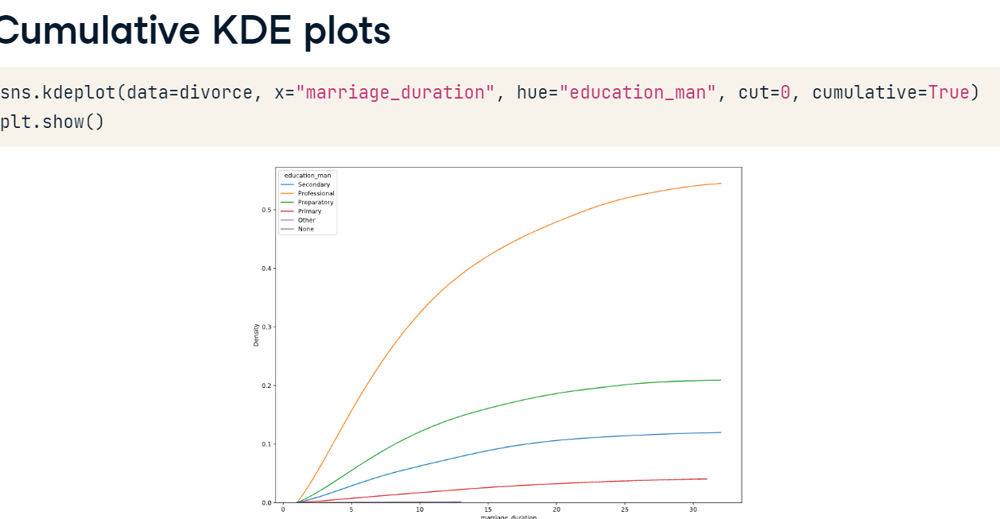 Cumulative KDE plots
sns.kdeplot(data=divorce, x="marriage_duration", hue="education_man", cut=0, cumulative=True)
plt.show()
education_man
Secondary
Professional
Preparatory
Primary
Other
None
0.5
0.4
0.3
0.2
0.1
0.0
Density
0 5 10 15 20 25 30
marriage_duration